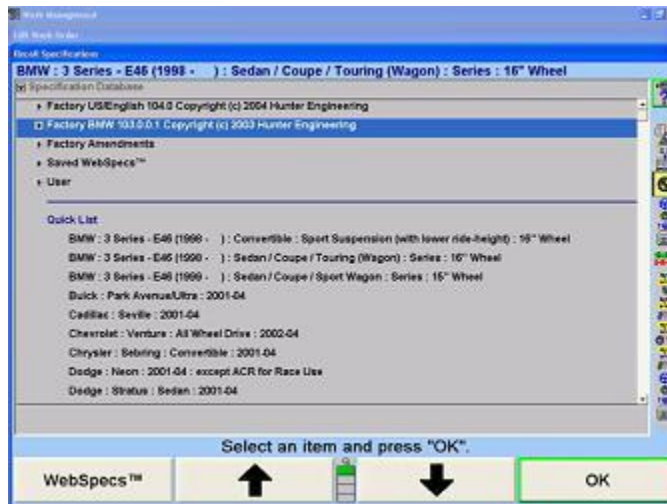 Work Management
Edit Work Order
Recall Specifications
BMW : 3 Series - E46 (1998 - ) : Sedan / Coupe / Touring (Wagon) : Series : 16" Wheel
Specification Database
Factory US/English 104.0 Copyright (c) 2004 Hunter Engineering
Factory BMW 103.0.0.1 Copyright (c) 2003 Hunter Engineering
Factory Amendments
Saved WebSpecs™
User
Quick List
BMW : 3 Series - E46 (1998 - ) : Convertible : Sport Suspension (with lower ride-height) : 16" Wheel
BMW : 3 Series - E46 (1998 - ) : Sedan / Coupe / Touring (Wagon) : Series : 16" Wheel
BMW : 3 Series - E46 (1999 - ) : Sedan / Coupe / Sport Wagon : Series : 15" Wheel
Buick : Park Avenue/Ultra : 2001-04
Cadillac : Seville : 2001-04
Chevrolet : Venture : All Wheel Drive : 2002-04
Chrysler : Sebring : Convertible : 2001-04
Dodge : Neon : 2001-04 : except ACR for Race Use
Dodge : Stratus : Sedan : 2001-04
Select an item and press "OK".
WebSpecs™
OK